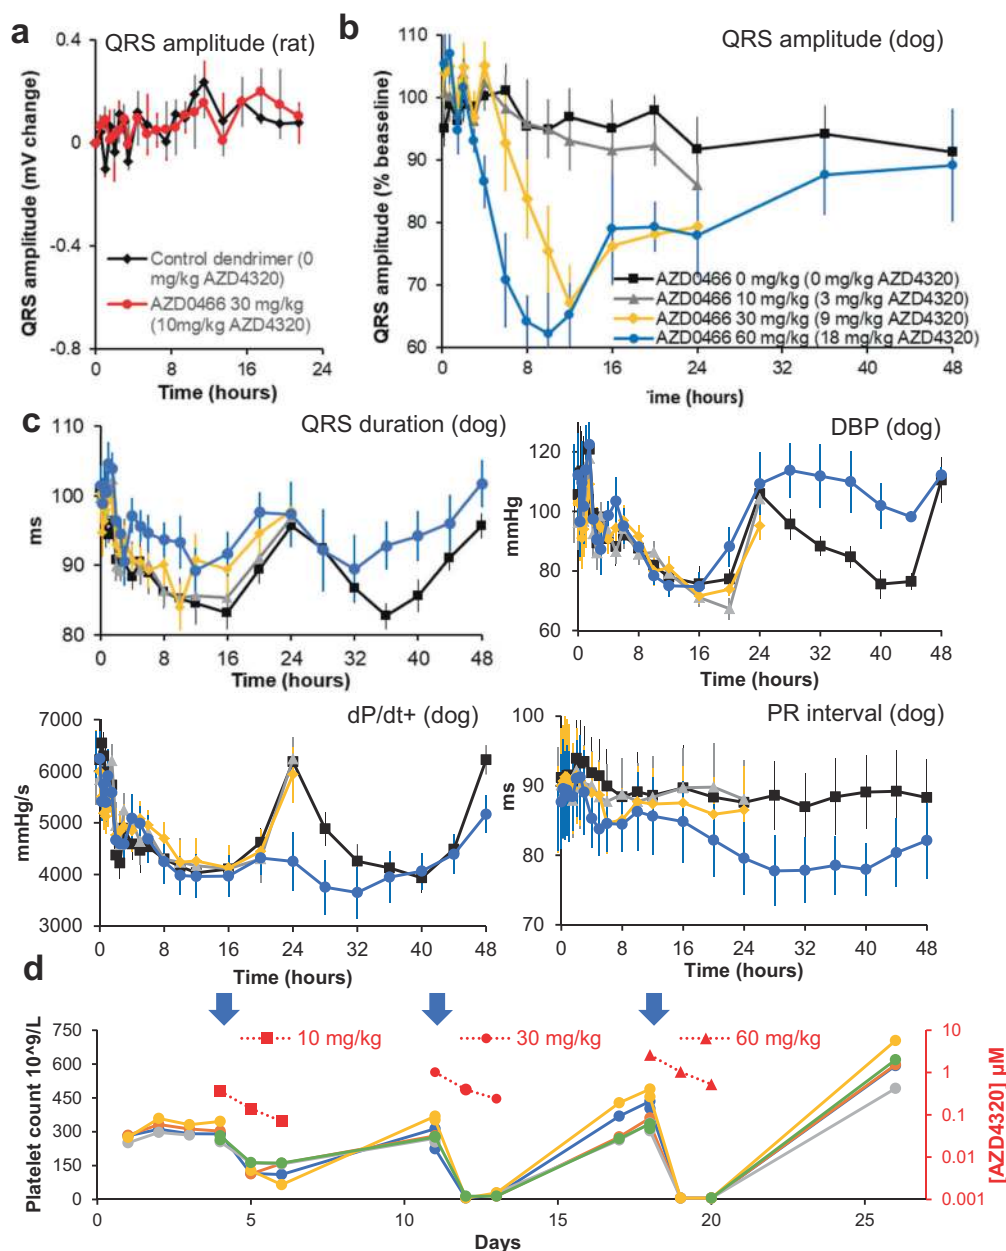 a
QRS amplitude (rat)
0.4
0
-0.4
-0.8
QRS amplitude (mV change)
Control dendrimer (0
mg/kg AZD4320)
AZD0466 30 mg/kg
(10mg/kg AZD4320)
0 4 8 12 16 20 24
Time (hours)
b
QRS amplitude (dog)
110
100
90
80
70
60
QRS amplitude (% beaseline)
AZD0466 0 mg/kg (0 mg/kg AZD4320)
AZD0466 10 mg/kg (3 mg/kg AZD4320)
AZD0466 30 mg/kg (9 mg/kg AZD4320)
AZD0466 60 mg/kg (18 mg/kg AZD4320)
0 4 8 12 16 20 24 28 32 36 40 44 48
ime (hours)
c
QRS duration (dog)
110
100
90
80
ms
0 8 16 24 32 40 48
Time (hours)
DBP (dog)
120
100
80
60
mmHg
0 8 16 24 32 40 48
Time (hours)
dP/dt+ (dog)
7000
6000
5000
4000
3000
mmHg/s
0 8 16 24 32 40 48
Time (hours)
PR interval (dog)
100
90
80
70
ms
0 8 16 24 32 40 48
Time (hours)
d
750
600
450
300
150
0
Platelet count 10^9/L
10 mg/kg
30 mg/kg
60 mg/kg
10
1
0.1
0.01
0.001
[AZD4320] µM
0 5 10 15 20 25
Days